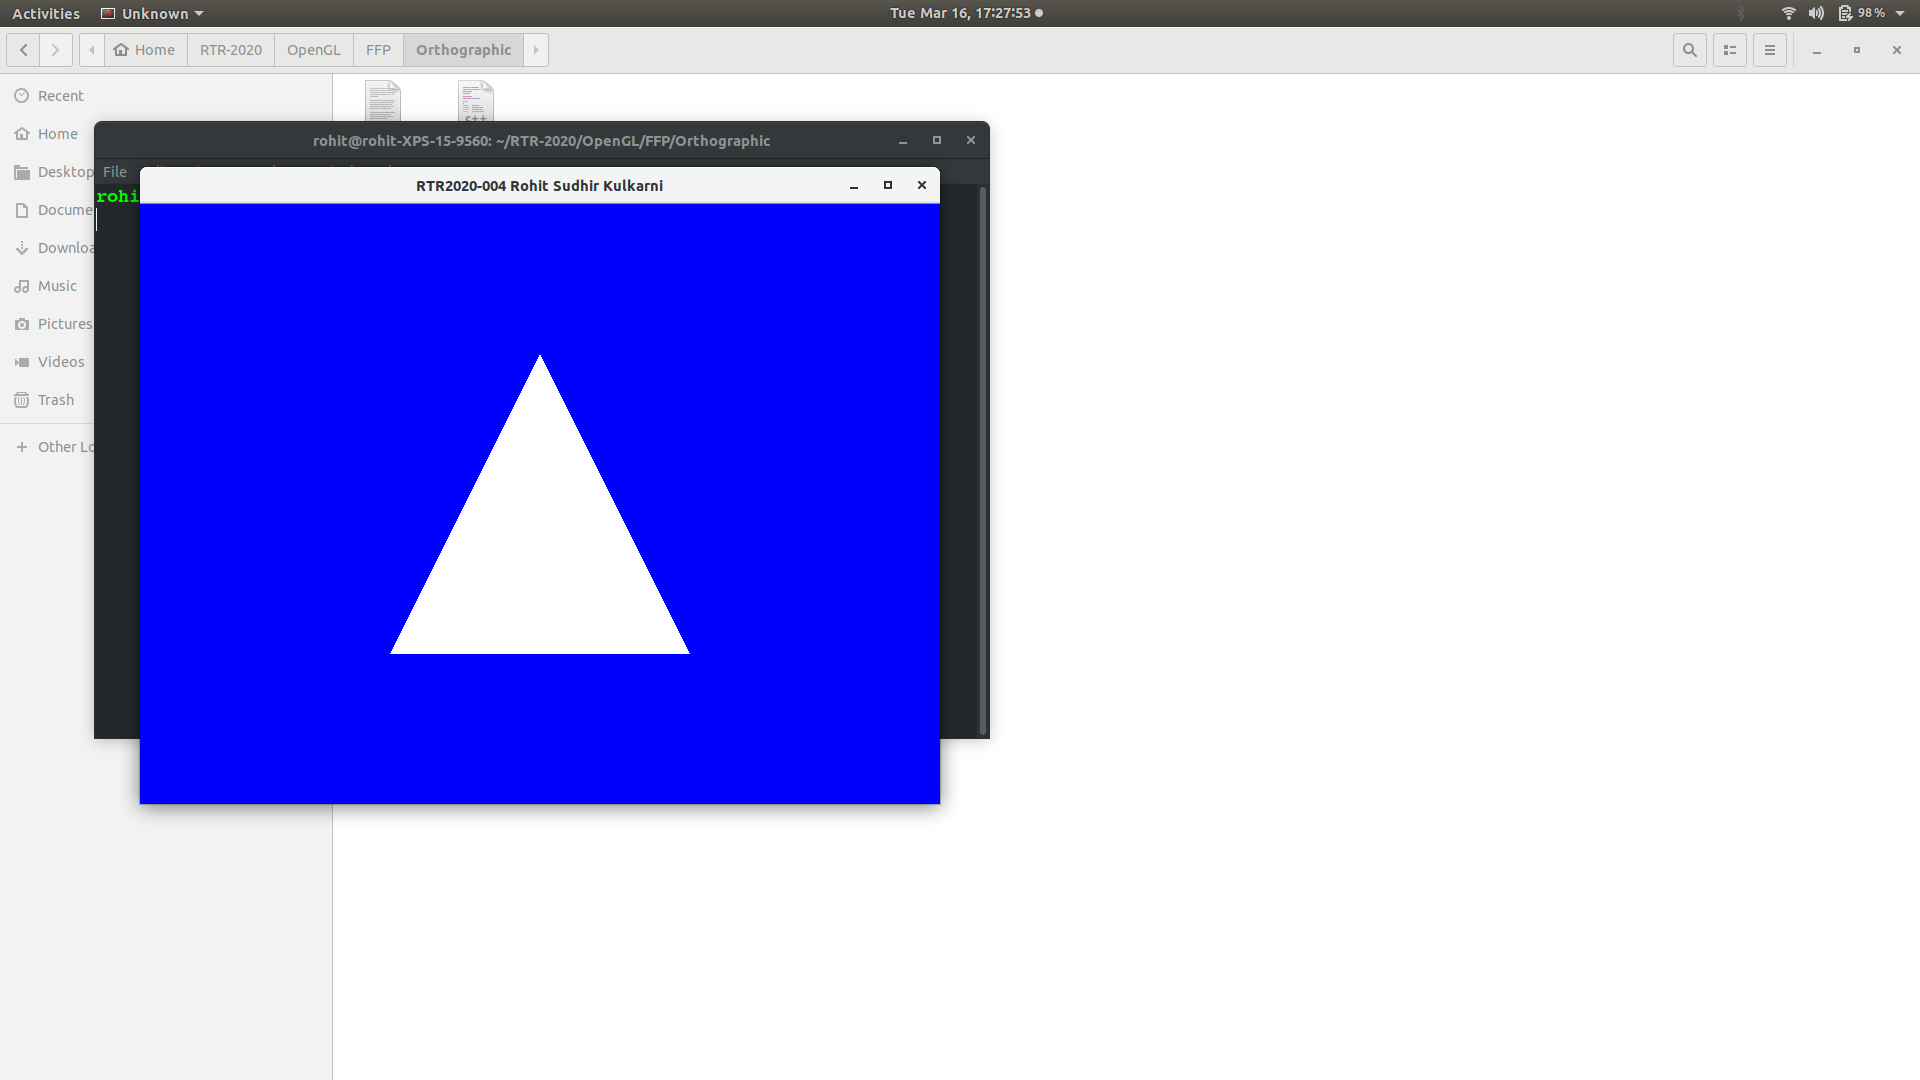 Activities Unknown Tue Mar 16, 17:27:53 98%
Home RTR-2020 OpenGL FFP Orthographic
Recent
Home
Desktop
Docume
Downloa
Music
Pictures
Videos
Trash
Other Lo
c++
rohit@rohit-XPS-15-9560: ~/RTR-2020/OpenGL/FFP/Orthographic
File
rohi
RTR2020-004 Rohit Sudhir Kulkarni